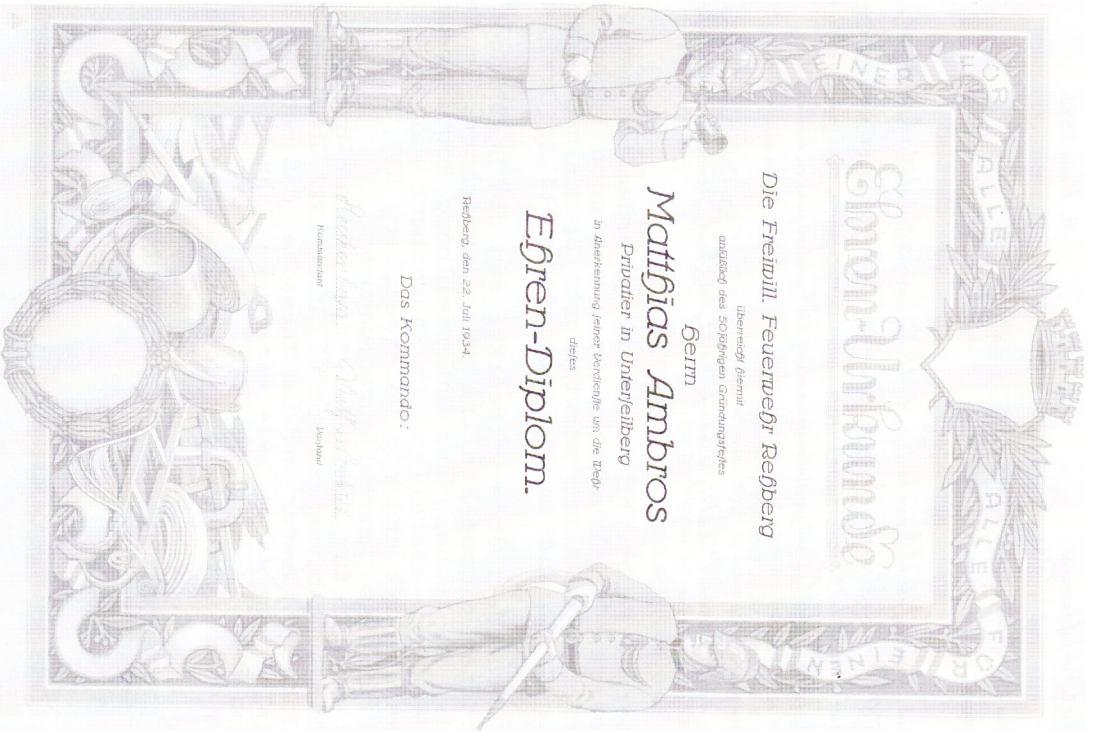 EINER FÜR ALLE
ALLE FÜR EINEN
Ehren-Urkunde
Die Freiwill. Feuerwehr Rehberg
überreicht hiermit
anläßlich des 50jährigen Gründungsfestes
Herrn
Matthias Ambros
Privatier in Unterseilberg
in Anerkennung seiner Verdienste um die Wehr
dieses
Ehren-Diplom.
Rehberg, den 22. Juli 1934.
Das Kommando:
Kommandant Vorstand